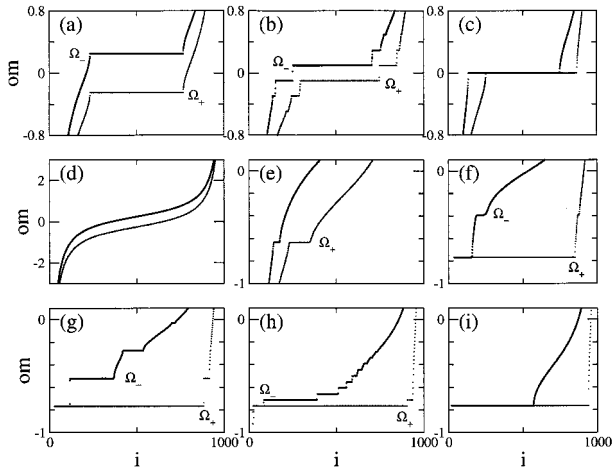 0.8 (a) (b) (c)
Ω₋ Ω₋
om 0
Ω₊ Ω₊
-0.8 -0.8 -0.8
(d) (e) (f)
2 0 0
om 0 Ω₋
-2 Ω₊ Ω₊
-1 -1
(g) (h) (i)
0 0 0
om
Ω₋ Ω₋
Ω₊ Ω₊
-1 -1 -1
0 1000 0 1000 0 1000
i i i